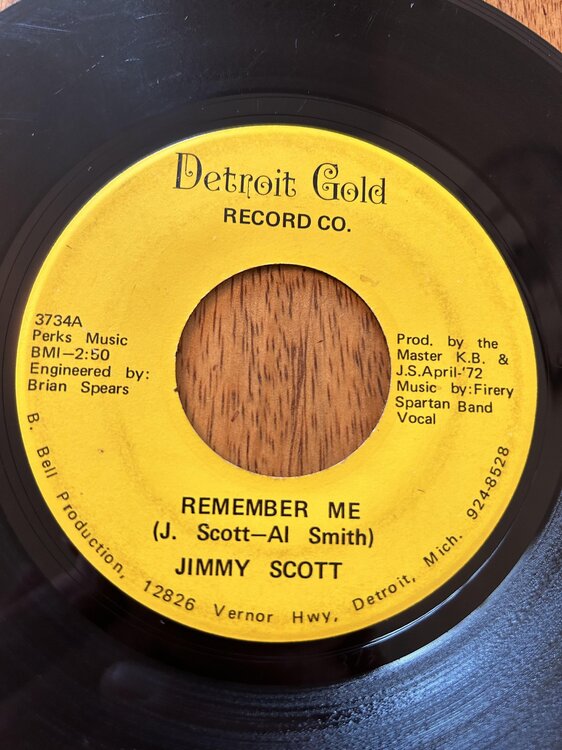 Detroit Gold
RECORD CO.
3734A
Perks Music
BMI—2:50
Engineered by:
Brian Spears
Prod. by the
Master K.B. &
J.S.April-'72
Music by:Firery
Spartan Band
Vocal
REMEMBER ME
(J. Scott—Al Smith)
JIMMY SCOTT
B. Bell Production, 12826 Vernor Hwy, Detroit, Mich. 924-8528